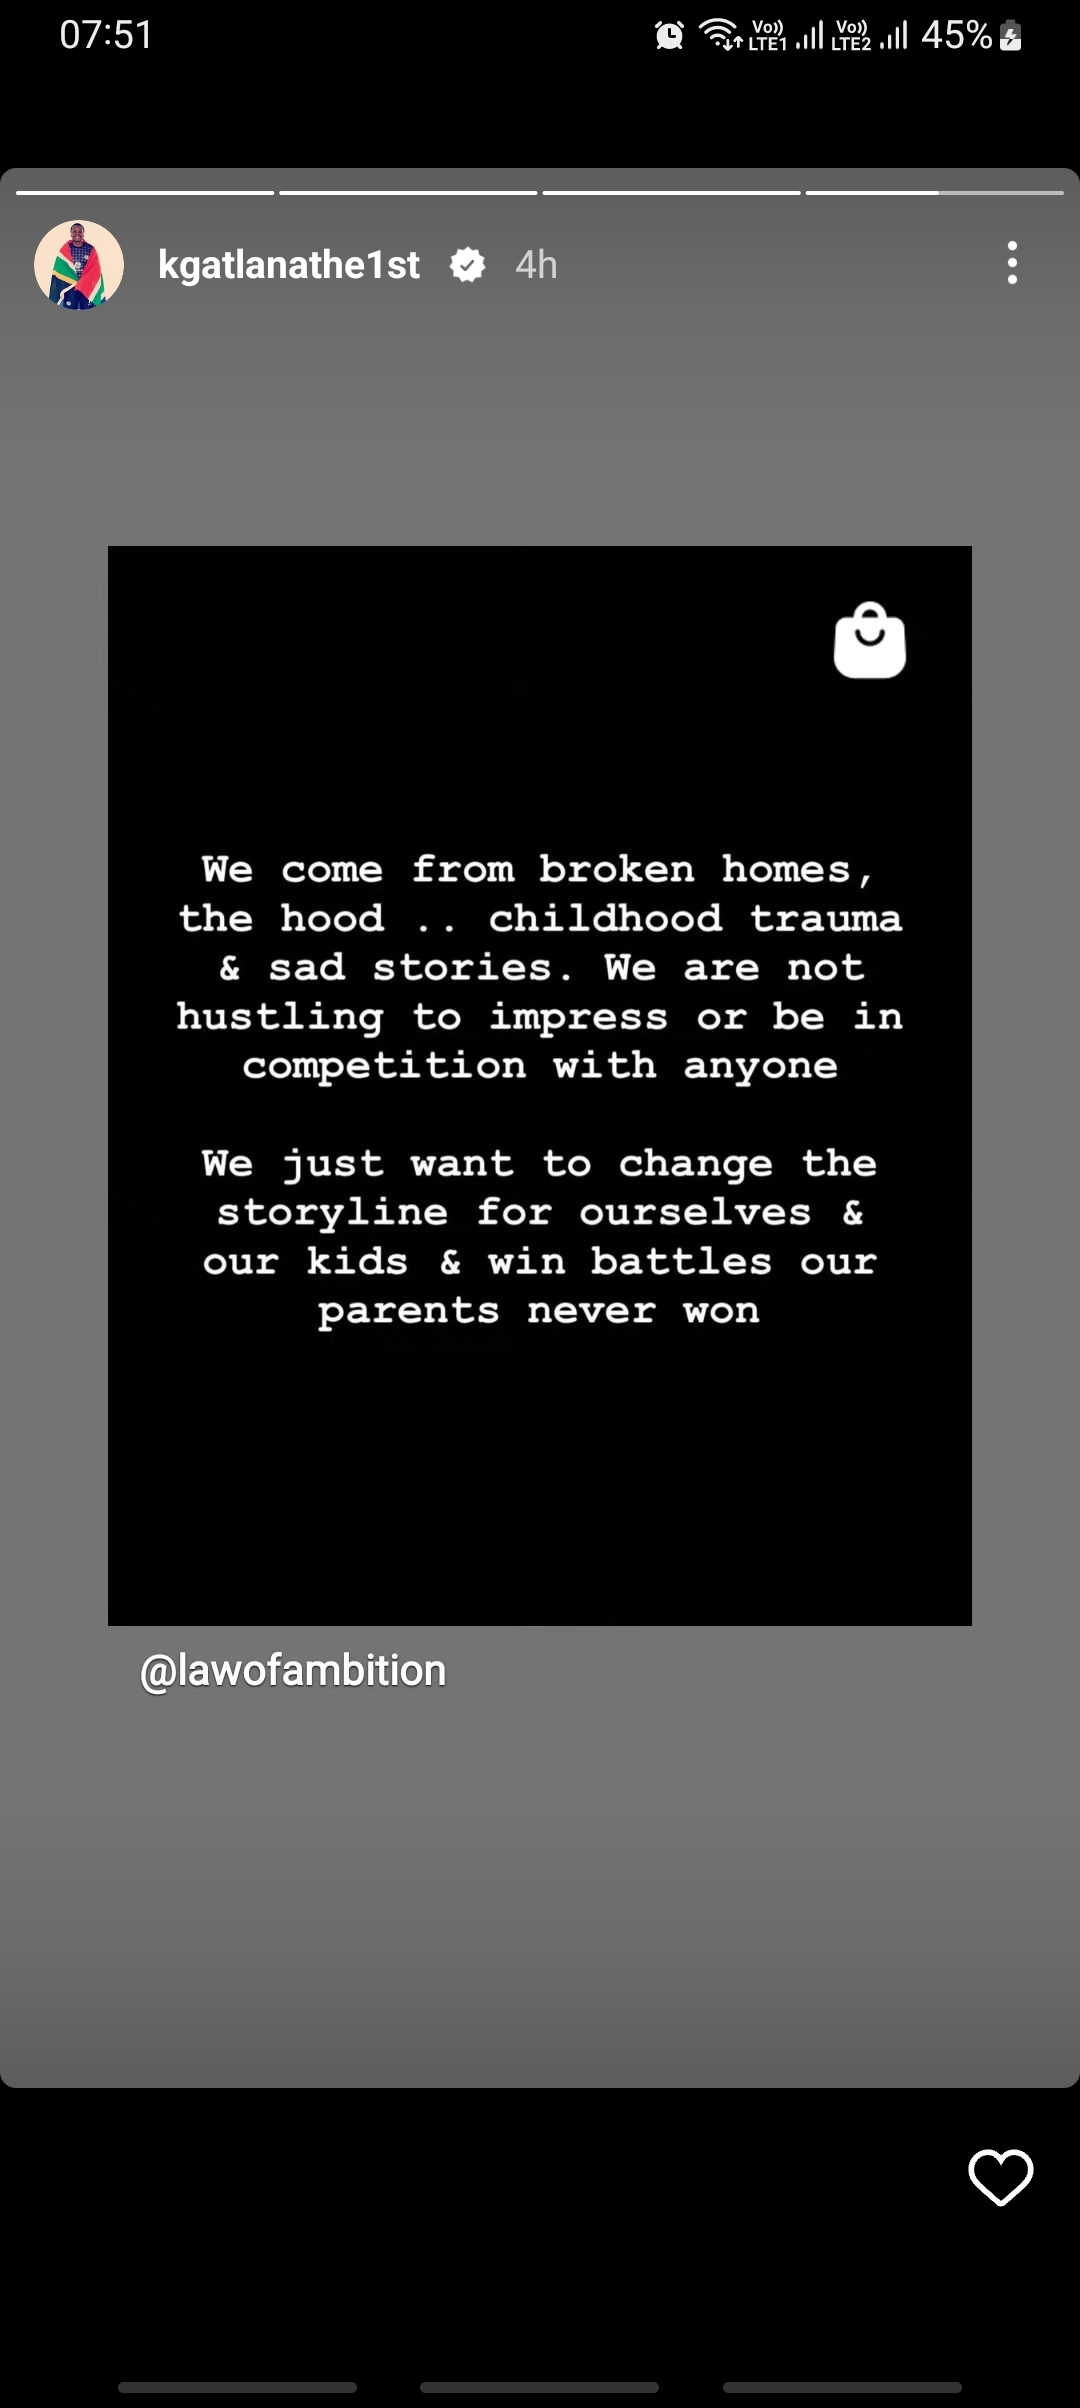 07:51
Vo)) LTE1 Vo)) LTE2 45%
kgatlanathe1st 4h
We come from broken homes,
the hood .. childhood trauma
& sad stories. We are not
hustling to impress or be in
competition with anyone
We just want to change the
storyline for ourselves &
our kids & win battles our
parents never won
@lawofambition